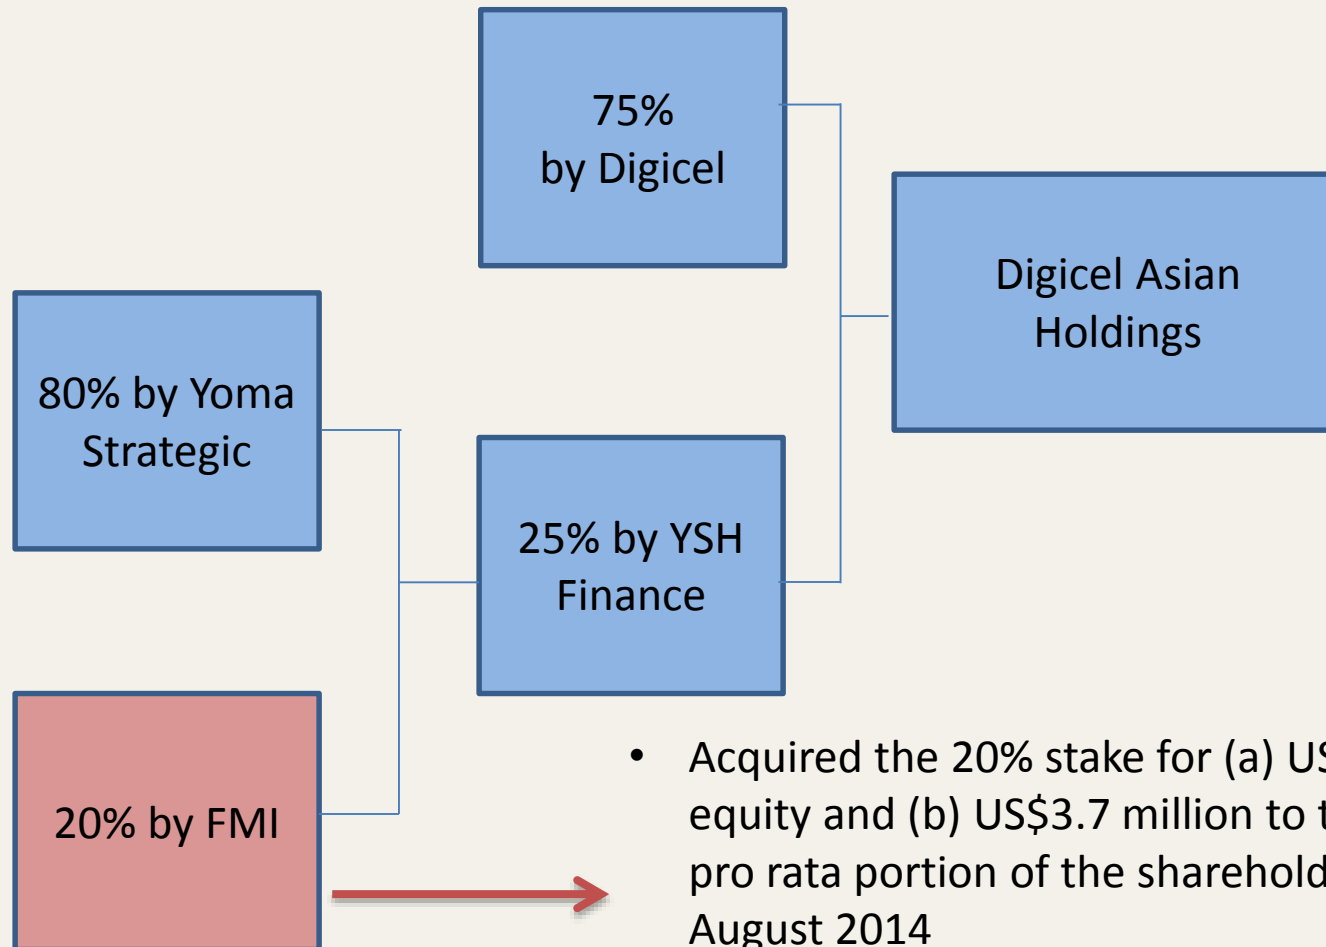 75%
by Digicel
Digicel Asian
Holdings
80% by Yoma
Strategic
25% by YSH
Finance
20% by FMI
• Acquired the 20% stake for (a)
equity and (b) US$3.7 million to
pro rata portion of the
August 2014